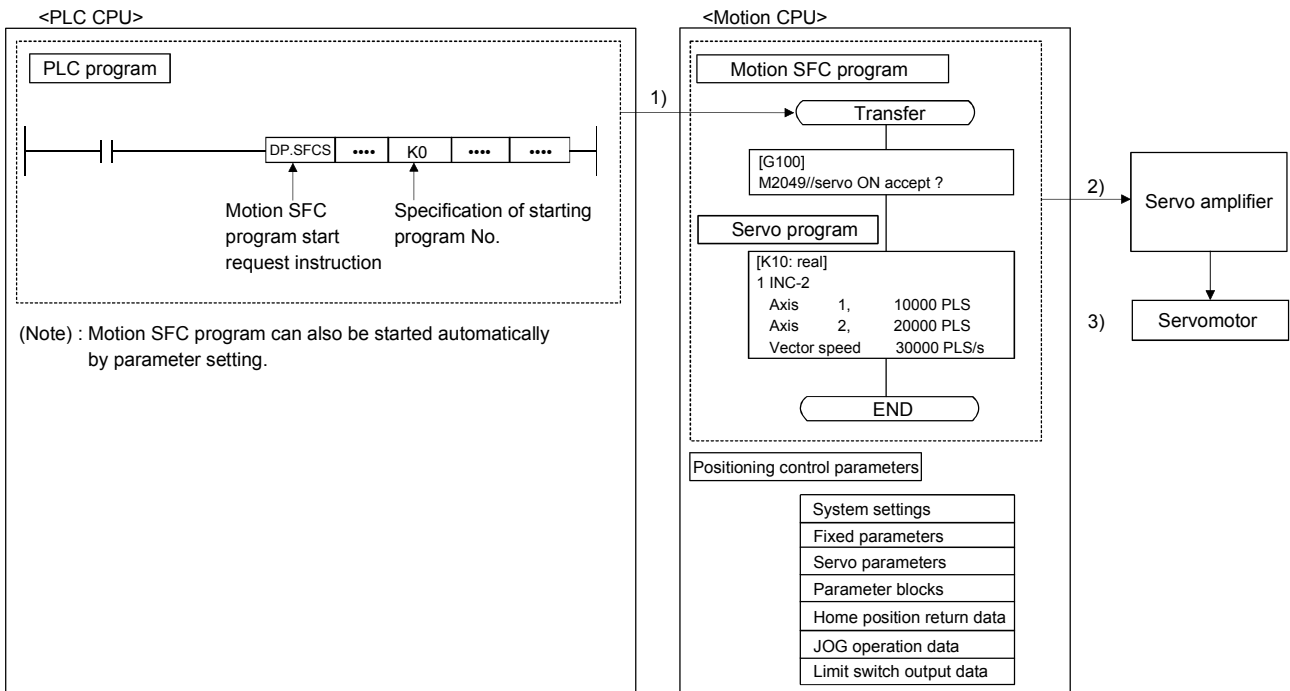 <PLC CPU>
PLC program
DP.SFCS •••• K0 •••• ••••
Motion SFC
program start
request instruction
Specification of starting
program No.
(Note) : Motion SFC program can also be started automatically
by parameter setting.
1)
<Motion CPU>
Motion SFC program
Transfer
[G100]
M2049//servo ON accept ?
Servo program
[K10: real]
1 INC-2
Axis 1, 10000 PLS
Axis 2, 20000 PLS
Vector speed 30000 PLS/s
END
Positioning control parameters
System settings
Fixed parameters
Servo parameters
Parameter blocks
Home position return data
JOG operation data
Limit switch output data
2)
Servo amplifier
3)
Servomotor